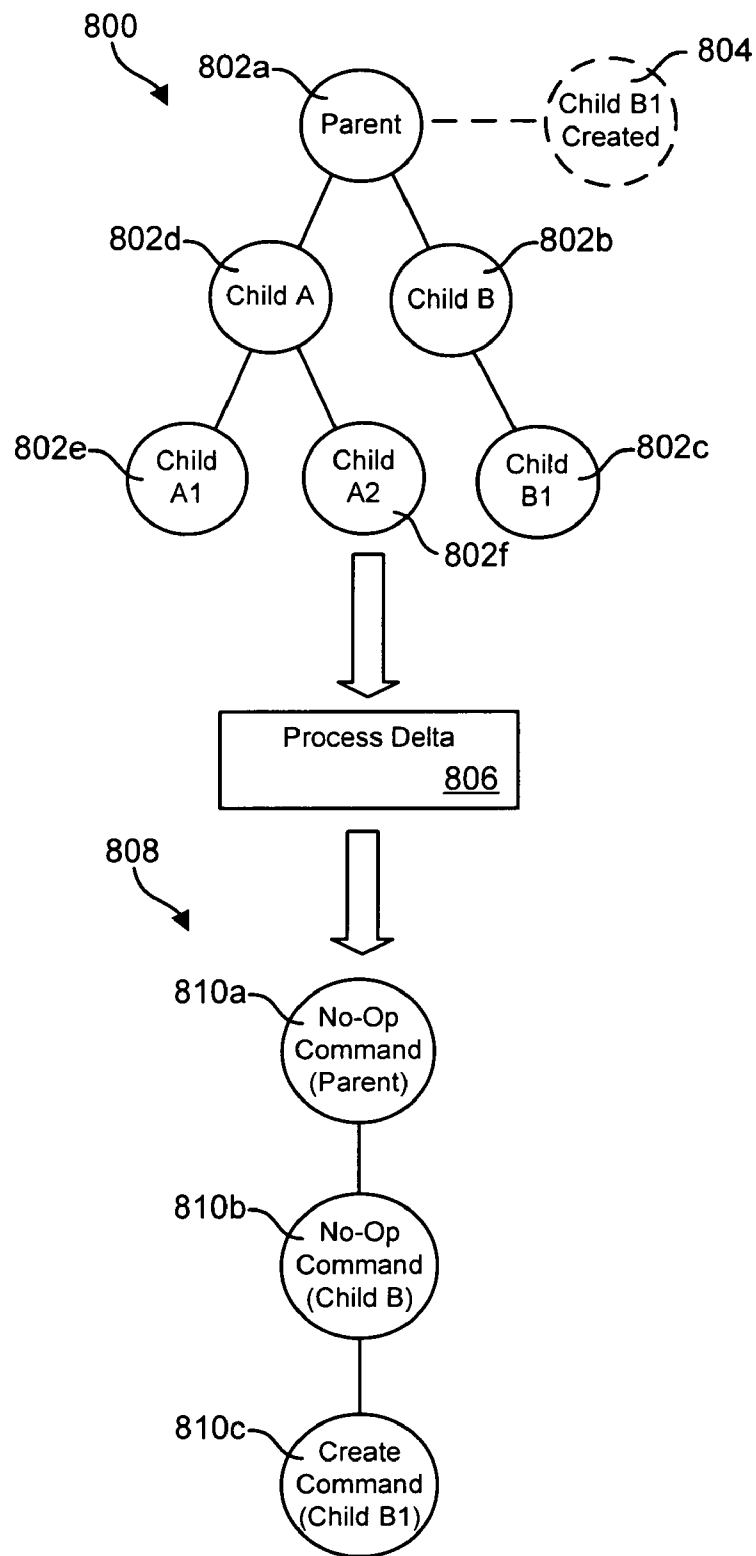 800
802a
Parent
804
Child B1
Created
802d
Child A
802b
Child B
802e
Child
A1
Child
A2
802f
Child
B1
802c
Process Delta
806
808
810a
No-Op
Command
(Parent)
810b
No-Op
Command
(Child B)
810c
Create
Command
(Child B1)